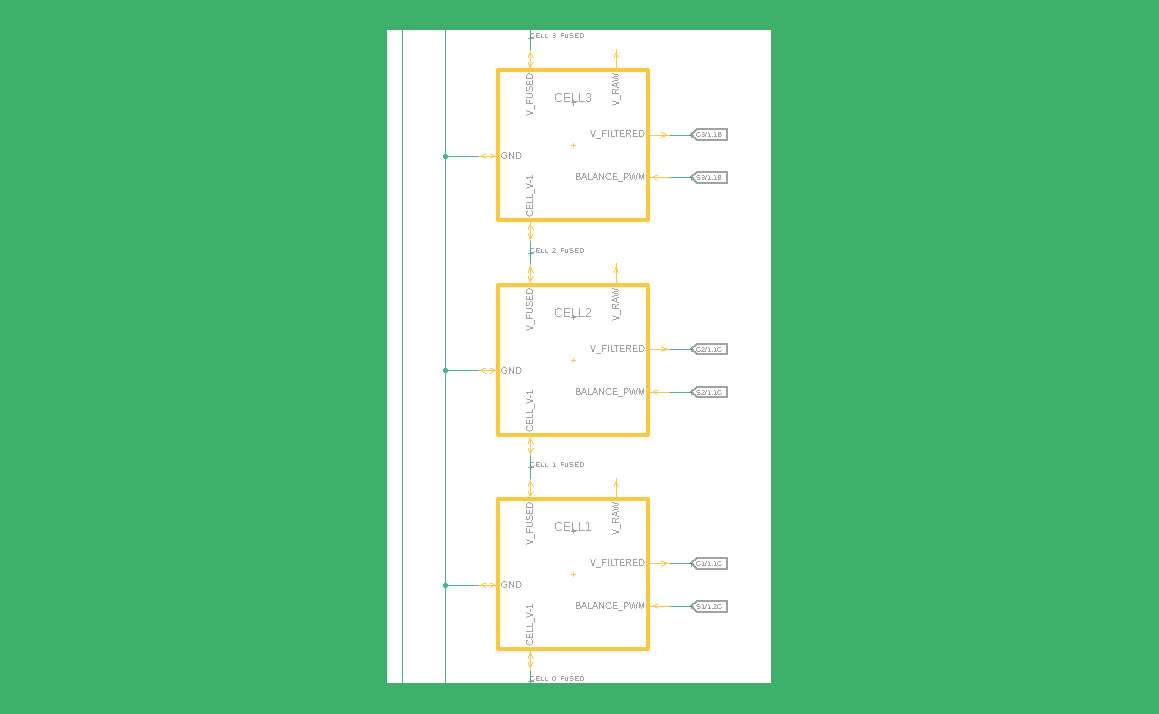 CELL 3 FUSED
V_FUSED
V_RAW
CELL3
V_FILTERED
C3/1.1B
GND
BALANCE_PWM
S3/1.1B
CELL_V-1
CELL 2 FUSED
V_FUSED
V_RAW
CELL2
V_FILTERED
C2/1.1C
GND
BALANCE_PWM
S2/1.1C
CELL_V-1
CELL 1 FUSED
V_FUSED
V_RAW
CELL1
V_FILTERED
C1/1.1C
GND
BALANCE_PWM
S1/1.2C
CELL_V-1
CELL 0 FUSED